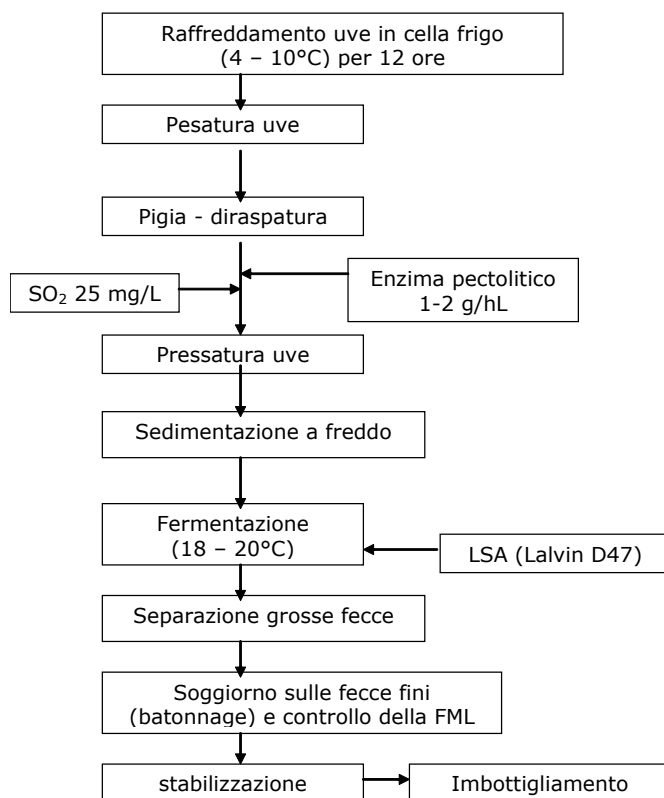 Raffreddamento uve in cella frigo
(4 – 10°C) per 12 ore
Pesatura uve
Pigia - diraspatura
SO₂ 25 mg/L
Enzima pectolitico
1-2 g/hL
Pressatura uve
Sedimentazione a freddo
Fermentazione
(18 – 20°C)
LSA (Lalvin D47)
Separazione grosse fecce
Soggiorno sulle fecce fini
(batonnage) e controllo della FML
stabilizzazione
Imbottigliamento